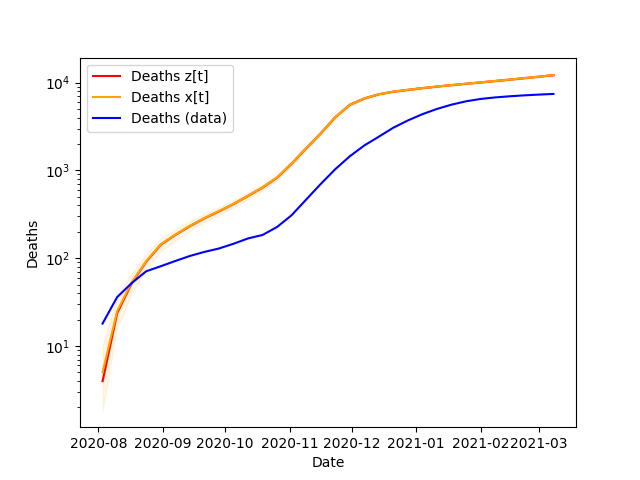 Deaths z[t]
Deaths x[t]
Deaths (data)
Deaths
10^4
10^3
10^2
10^1
2020-08 2020-09 2020-10 2020-11 2020-12 2021-01 2021-02 2021-03
Date